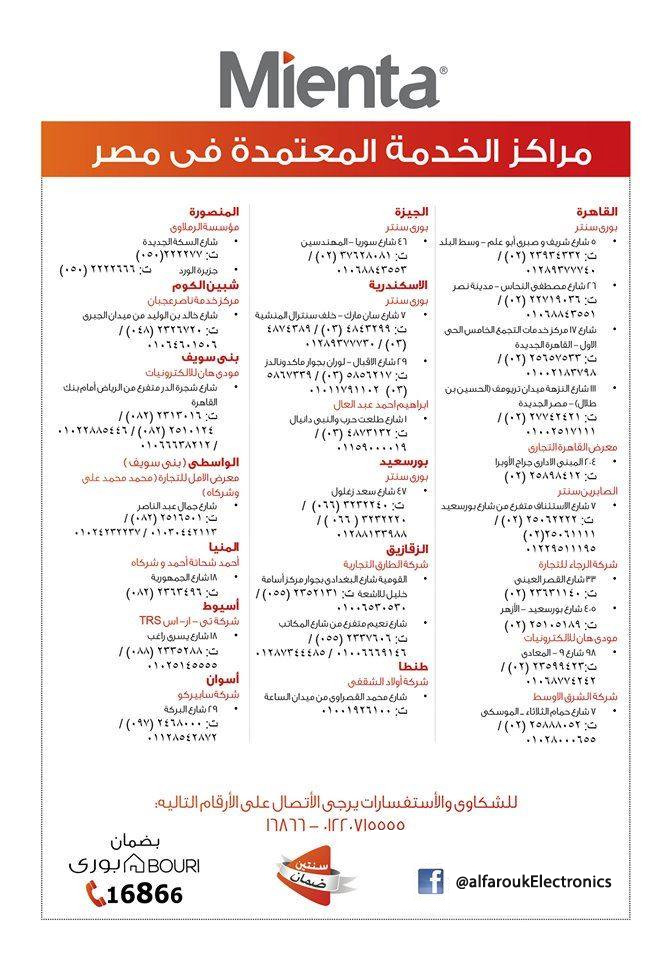 Mienta®
مراكز الخدمة المعتمدة فى مصر
القاهرة
بورى سنتر
• ٥ شارع شريف و صبرى أبو علم - وسط البلد
ت: ٢٣٩٣٤٣٣٢ (٠٢) /
٠١٢٨٩٣٧٧٧٤٠
• ٢٦ شارع مصطفى النحاس - مدينة نصر
ت: ٢٢٧١٩٠٣٦ (٠٢) /
٠١٠٦٨٨٤٣٥٥١
• شارع ١٧ مركز خدمات التجمع الخامس الحى
الاول - القاهرة الجديدة
ت: ٢٥٦٥٧٥٣٣ (٠٢) /
٠١٠٠٢١٨٣٧٩٨
• ١١١ شارع النزهة ميدان تريومف (الحسين بن
طلال) - مصر الجديدة
ت: ٢٧٧٤٢٤٢١ (٠٢) /
٠١٠٠٢٥١٧١١١
معرض القاهرة التجارى
• ٢٠٤ المبنى الادارى جراج الأوبرا
ت: ٢٥٨٩٨٤١٢ (٠٢)
الصابرين سنتر
• ٧ شارع الاستئناف متفرع من شارع بورسعيد
ت: ٢٥٠٦٢٢٢٢ (٠٢) /
٢٥٠٦١١١١(٠٢)
٠١٢٢٩٥١١١٩٥
شركة الرجاء للتجارة
• ٣٣ شارع القصر العينى
ت: ٢٣٦٣١١٤٠ (٠٢)
• ٤٠٥ شارع بورسعيد - الأزهر
ت: ٢٥١٠٥١٨٩ (٠٢)
مودى هان للالكترونيات
• ٩٨ شارع ٩ - المعادى
ت:٢٣٥٩٩٤٢٣ (٠٢) /
٠١٠٦٨٧٧٤٢٤٢
شركة الشرق الاوسط
• ٧ شارع حمام الثلاثاء - الموسكى
ت: ٢٥٨٨٨٠٥٢ (٠٢) /
٠١٠٢٨٠٠٠٦٥٥
الجيزة
بورى سنتر
• ٤٦ شارع سوريا - المهندسين
ت: ٣٧٦٢٨٠٨١ (٠٢) /
٠١٠٦٨٨٤٣٥٥٣
الاسكندرية
بورى سنتر
• ٧ شارع سان مارك - خلف سنترال المنشية
ت: ٤٨٤٣٢٩٩ (٠٣) / ٤٨٧٤٣٨٩
(٠٣) / ٠١٢٨٩٣٧٧٧٣٠
• ٢٩ شارع الاقبال - لوران بجوار ماكدونالدز
ت: ٥٨٥٦٢١٧ (٠٣) / ٥٨٦٧٣٣٩
(٠٣) ٠١٠١١٧٩١١٠٢
ابراهيم احمد عبد العال
• ١ شارع طلعت حرب والنبى دانيال
ت: ٤٨٧٣١٣٢ (٠٣) /
٠١١٥٩٠٠٠٠١٩
بورسعيد
بورى سنتر
• ٤٧ شارع سعد زغلول
ت: ٣٢٣٢٢٤٠ (٠٦٦) /
٣٢٣٢٢٢٠ ( ٠٦٦ ) /
٠١٢٨٨١٣٣٩٨٨
الزقازيق
شركة الطارق التجارية
• القومية شارع البغدادى بجوار مركز أسامة
خليل للاشعة ت: ٢٣٥٢١٣١ (٠٥٥) /
٠١٠٠٦٥٣٠٥٣٠
• شارع نعيم متفرع من شارع المكاتب
ت: ٢٣٣٧٦٠٦ (٠٥٥) /
٠١٠٠٦٦٦٩١٤٦ / ٠١٢٨٧٣٤٤٤٨٥
طنطا
شركة أولاد الشقفى
• شارع محمد القصراوى من ميدان الساعة
ت: ٠١٠٠١٩٢٦١٠٠
المنصورة
مؤسسة الرملاوى
• شارع السكة الجديدة
ت: ٢٢٢٢٧٧(٠٥٠)
• جزيرة الورد ت: ٢٢٢٢٦٦٦ (٠٥٠)
شبين الكوم
مركز خدمة ناصر عجبان
• شارع خالد بن الوليد من ميدان الجبرى
ت: ٢٣٢٦٧٢٠ (٠٤٨) /
٠١٠٦٤٦٠١٥٠٦
بنى سويف
مودى هان للالكترونيات
• شارع شجرة الدر متفرع من الرياض أمام بنك
القاهرة
ت: ٢٣١٣٠١٦ (٠٨٢) /
٢٥١٠١٢٤ (٠٨٢) / ٠١٠٢٢٨٨٥٤٤٦
/ ٠١٠٦٦٦٣٨٢١٢
الواسطى ( بنى سويف )
معرض الامل للتجارة ( محمد محمد على
وشركاه )
• شارع جمال عبد الناصر
ت: ٢٥١٦٥٠١ (٠٨٢) /
٠١٠٣٠٤٤٢١١٣ / ٠١٠٢٤٢٣٢٢٣٧
المنيا
أحمد شحاتة أحمد و شركاه
• ١٨ شارع الجمهورية
ت: ٢٣٦٣٤٩٦ (٠٨٢)
أسيوط
شركة تى - ار- اس TRS
• ١٨ شارع يسرى راغب
ت: ٢٣٣٥٢٨٨ (٠٨٨) /
٠١٠٢٥١٤٥٥٥٥
أسوان
شركة سابيركو
• ٢٩ شارع البركة
ت: ٢٤٦٨٠٠٠ (٠٩٧) /
٠١١٢٨٥٤٢٨٧٢
للشكاوى والأستفسارات يرجى الأتصال على الأرقام التاليه:
٠١٢٢٠٧١٥٥٥٥ - ١٦٨٦٦
بضمان
بورى BOURI
16866
سنتين
ضمان
@alfaroukElectronics